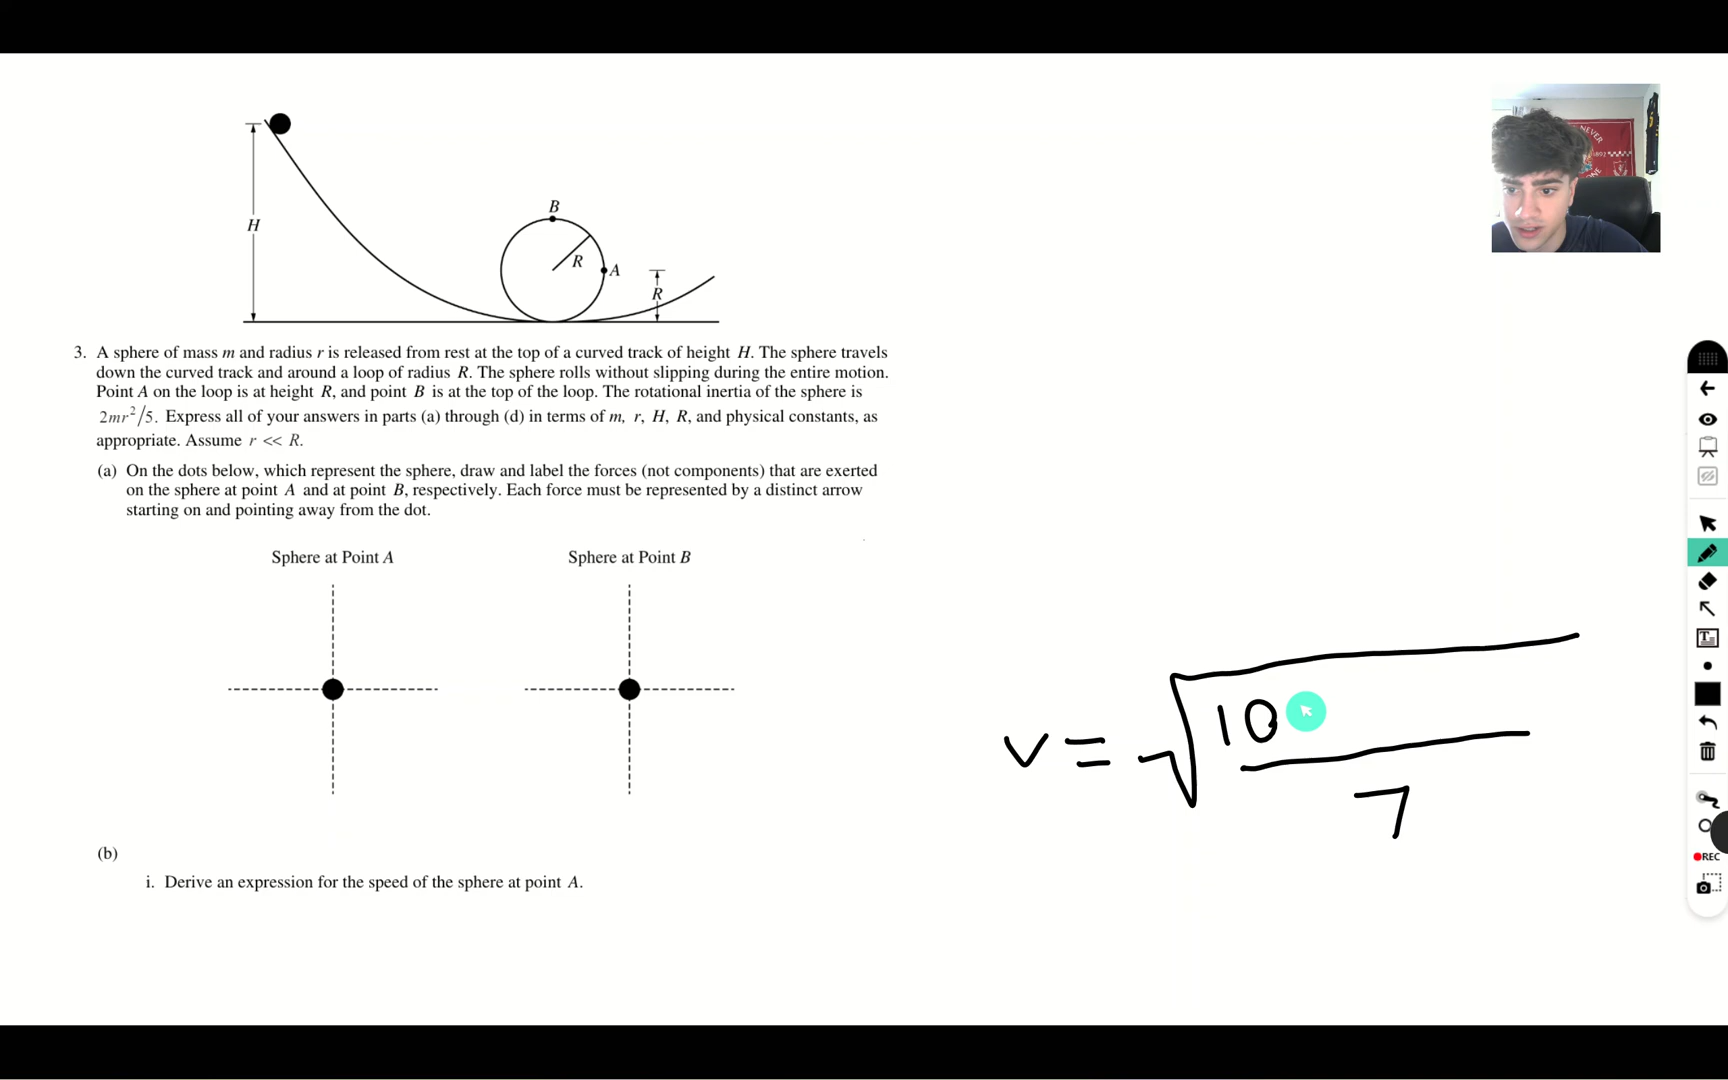 B
H
R
A
R
3. A sphere of mass m and radius r is released from rest at the top of a curved track of height H. The sphere travels
down the curved track and around a loop of radius R. The sphere rolls without slipping during the entire motion.
Point A on the loop is at height R, and point B is at the top of the loop. The rotational inertia of the sphere is
2mr²/5. Express all of your answers in parts (a) through (d) in terms of m, r, H, R, and physical constants, as
appropriate. Assume r << R.
(a) On the dots below, which represent the sphere, draw and label the forces (not components) that are exerted
on the sphere at point A and at point B, respectively. Each force must be represented by a distinct arrow
starting on and pointing away from the dot.
Sphere at Point A
Sphere at Point B
(b)
i. Derive an expression for the speed of the sphere at point A.
v = √(10/7)
NEVER
1892
ONE
REC